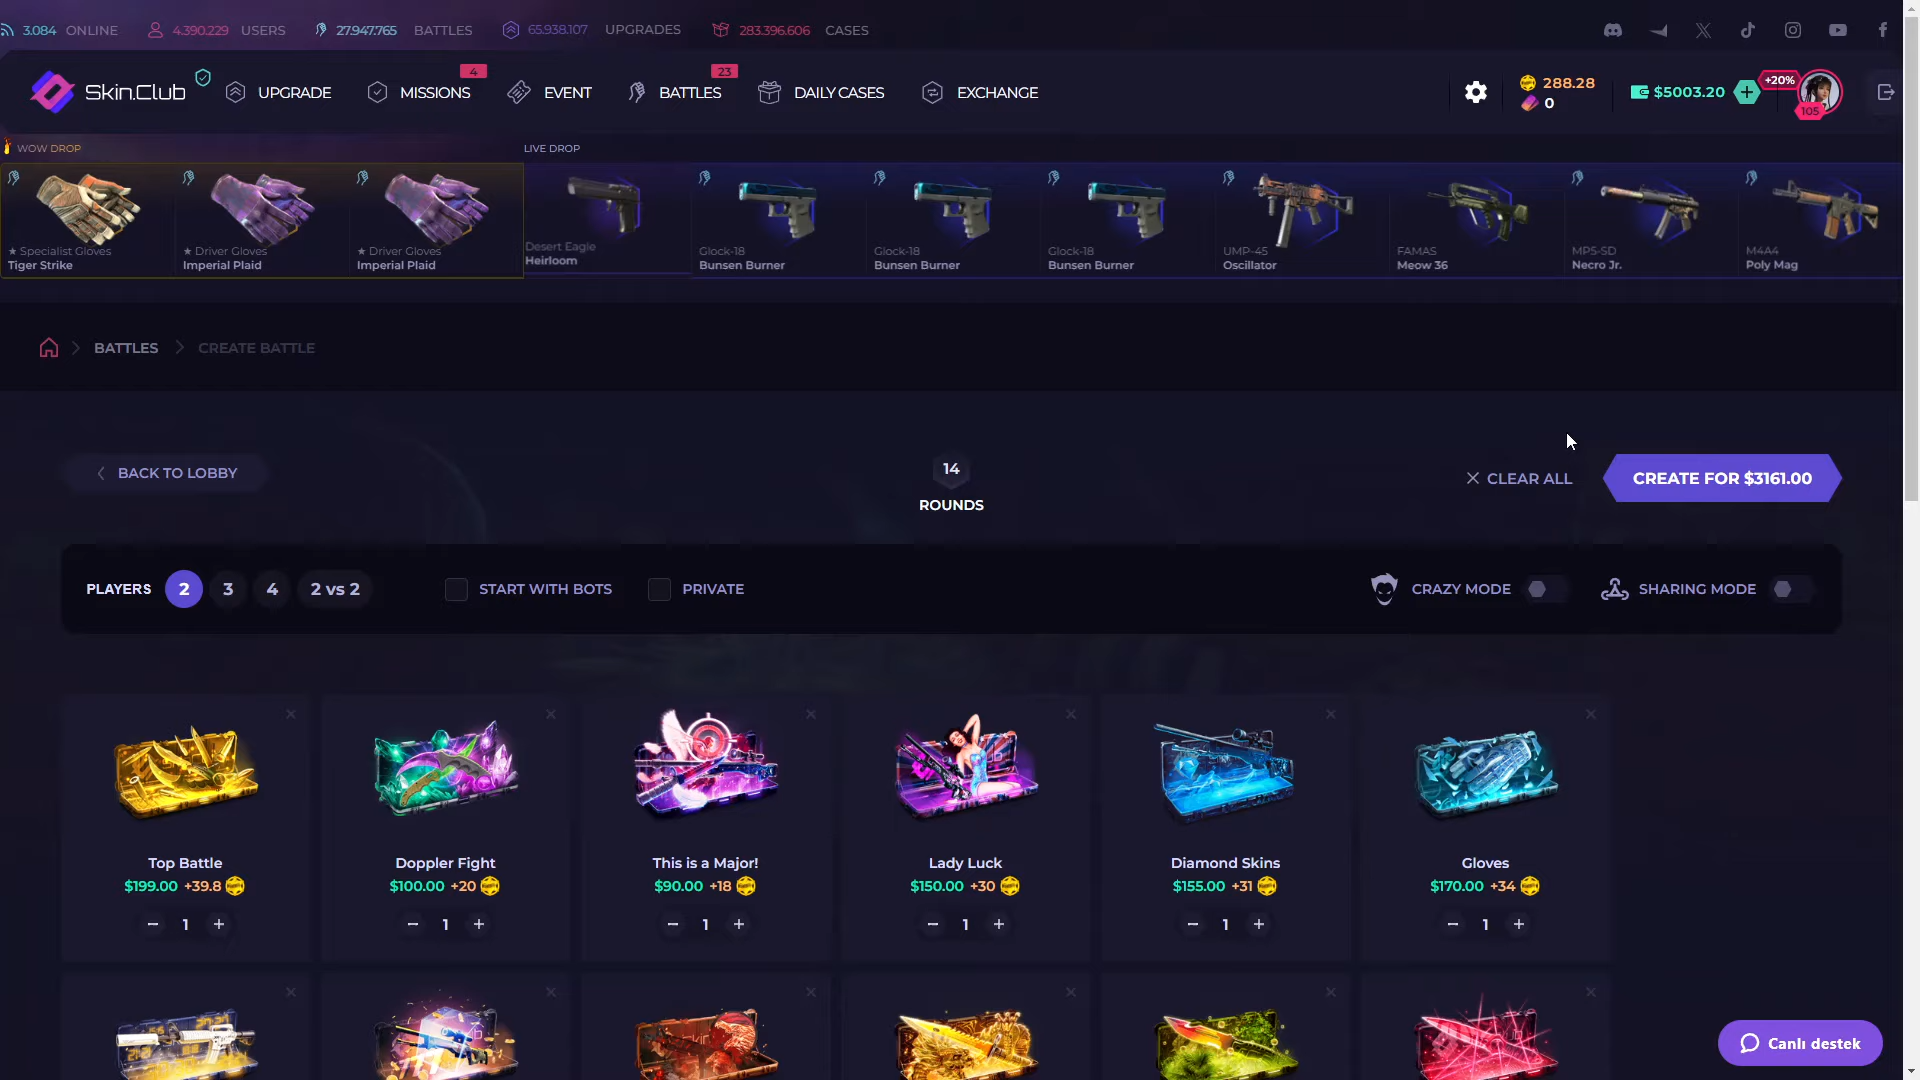 3.084 ONLINE 4.390.229 USERS 27.947.765 BATTLES 65.938.107 UPGRADES 283.396.606 CASES
Skin.Club UPGRADE 4 MISSIONS EVENT 23 BATTLES DAILY CASES EXCHANGE 288.28 0 $5003.20 +20% 105
WOW DROP LIVE DROP
★ Specialist Gloves
Tiger Strike
★ Driver Gloves
Imperial Plaid
★ Driver Gloves
Imperial Plaid
Desert Eagle
Heirloom
Glock-18
Bunsen Burner
Glock-18
Bunsen Burner
Glock-18
Bunsen Burner
UMP-45
Oscillator
FAMAS
Meow 36
MP5-SD
Necro Jr.
M4A4
Poly Mag
BATTLES CREATE BATTLE
BACK TO LOBBY
14
ROUNDS
CLEAR ALL
CREATE FOR $3161.00
PLAYERS 2 3 4 2 vs 2 START WITH BOTS PRIVATE CRAZY MODE SHARING MODE
Top Battle
$199.00 +39.8
1
Doppler Fight
$100.00 +20
1
This is a Major!
$90.00 +18
1
Lady Luck
$150.00 +30
1
Diamond Skins
$155.00 +31
1
Gloves
$170.00 +34
1
Canlı destek